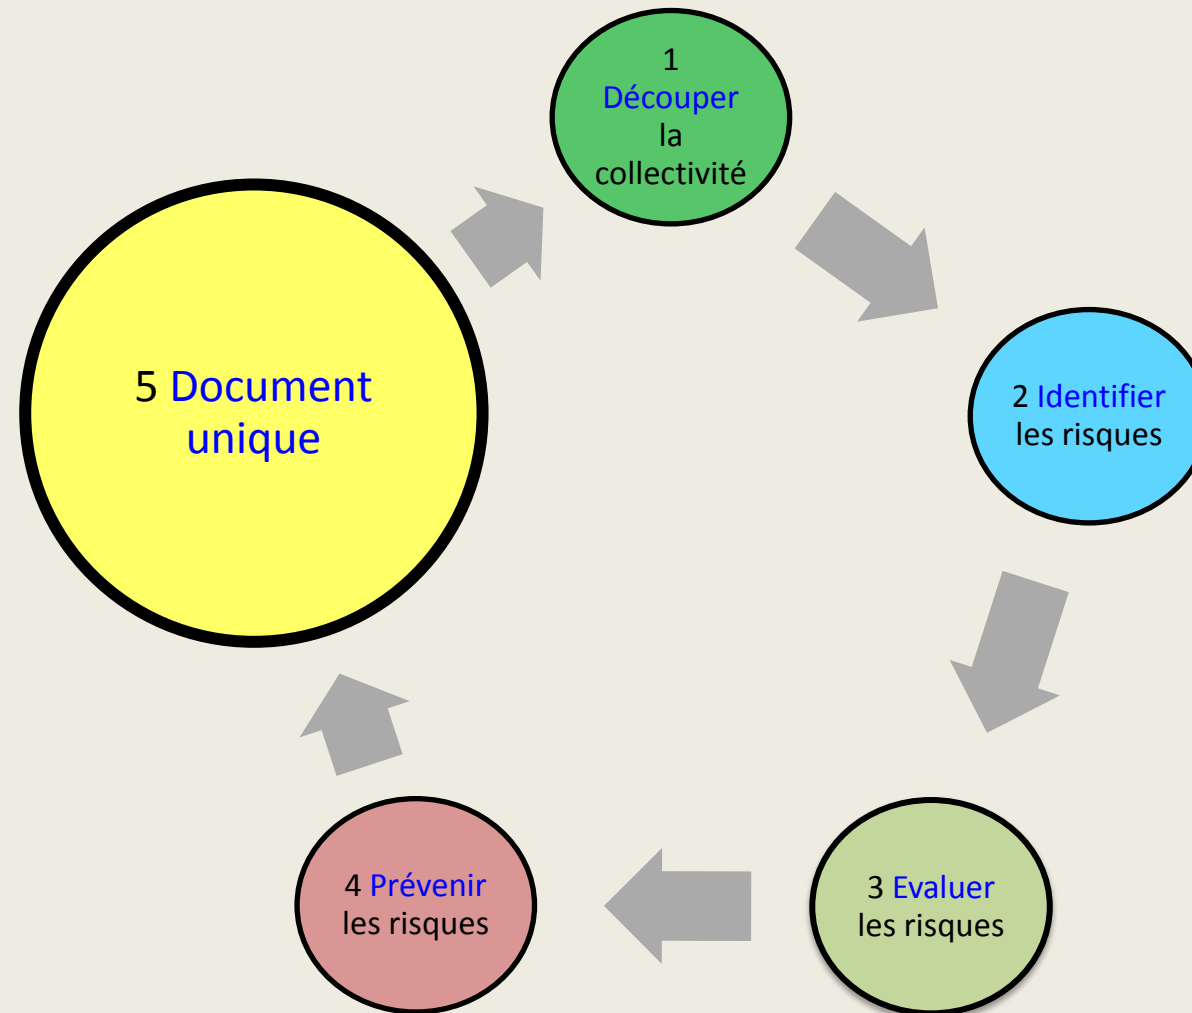 1
Découper
la
collectivité
2 Identifier
les risques
3 Evaluer
les risques
4 Prévenir
les risques
5 Document
unique